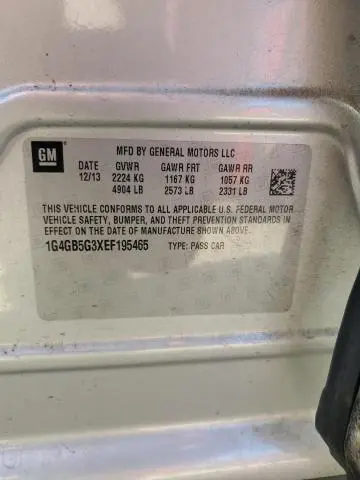 GM
MFD BY GENERAL MOTORS LLC
DATE GVWR GAWR FRT GAWR RR
12/13 2224 KG 1167 KG 1057 KG
4904 LB 2573 LB 2331 LB
THIS VEHICLE CONFORMS TO ALL APPLICABLE U.S. FEDERAL MOTOR
VEHICLE SAFETY, BUMPER, AND THEFT PREVENTION STANDARDS IN
EFFECT ON THE DATE OF MANUFACTURE SHOWN ABOVE.
1G4GB5G3XEF195465 TYPE: PASS CAR